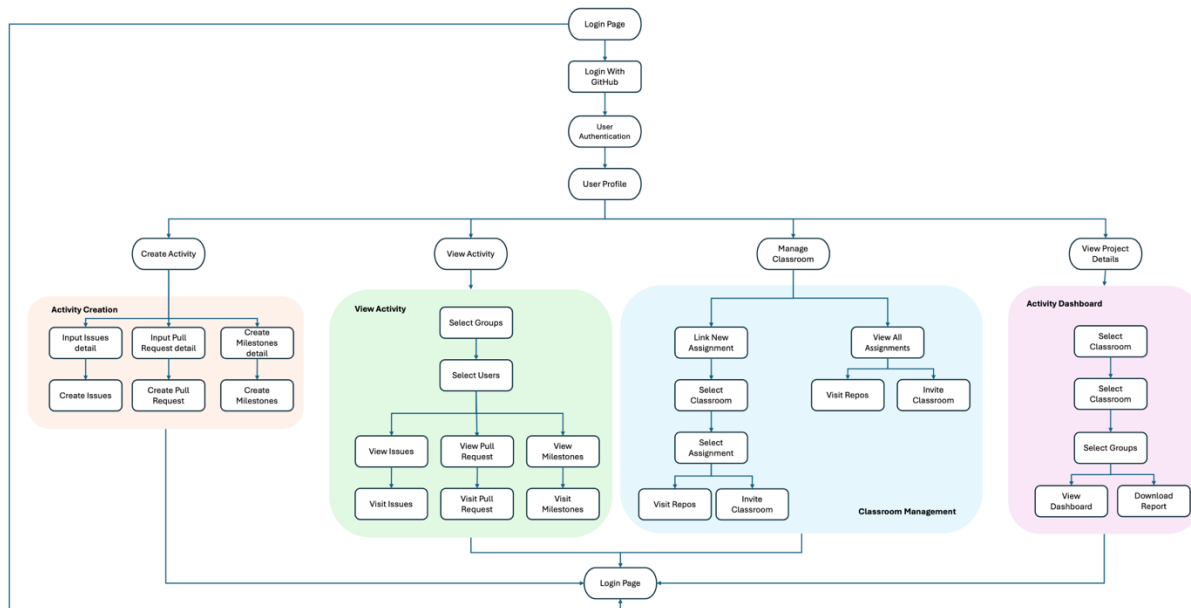 Login Page
Login With
GitHub
User
Authentication
User Profile
Create Activity
View Activity
Manage
Classroom
View Project
Details
Activity Creation
Input Issues
detail
Input Pull
Request detail
Create
Milestones
detail
Create Issues
Create Pull
Request
Create
Milestones
View Activity
Select Groups
Select Users
View Issues
View Pull
Request
View
Milestones
Visit Issues
Visit Pull
Request
Visit
Milestones
Link New
Assignment
View All
Assignments
Select
Classroom
Visit Repos
Invite
Classroom
Select
Assignment
Visit Repos
Invite
Classroom
Classroom Management
Activity Dashboard
Select
Classroom
Select
Classroom
Select Groups
View
Dashboard
Download
Report
Login Page